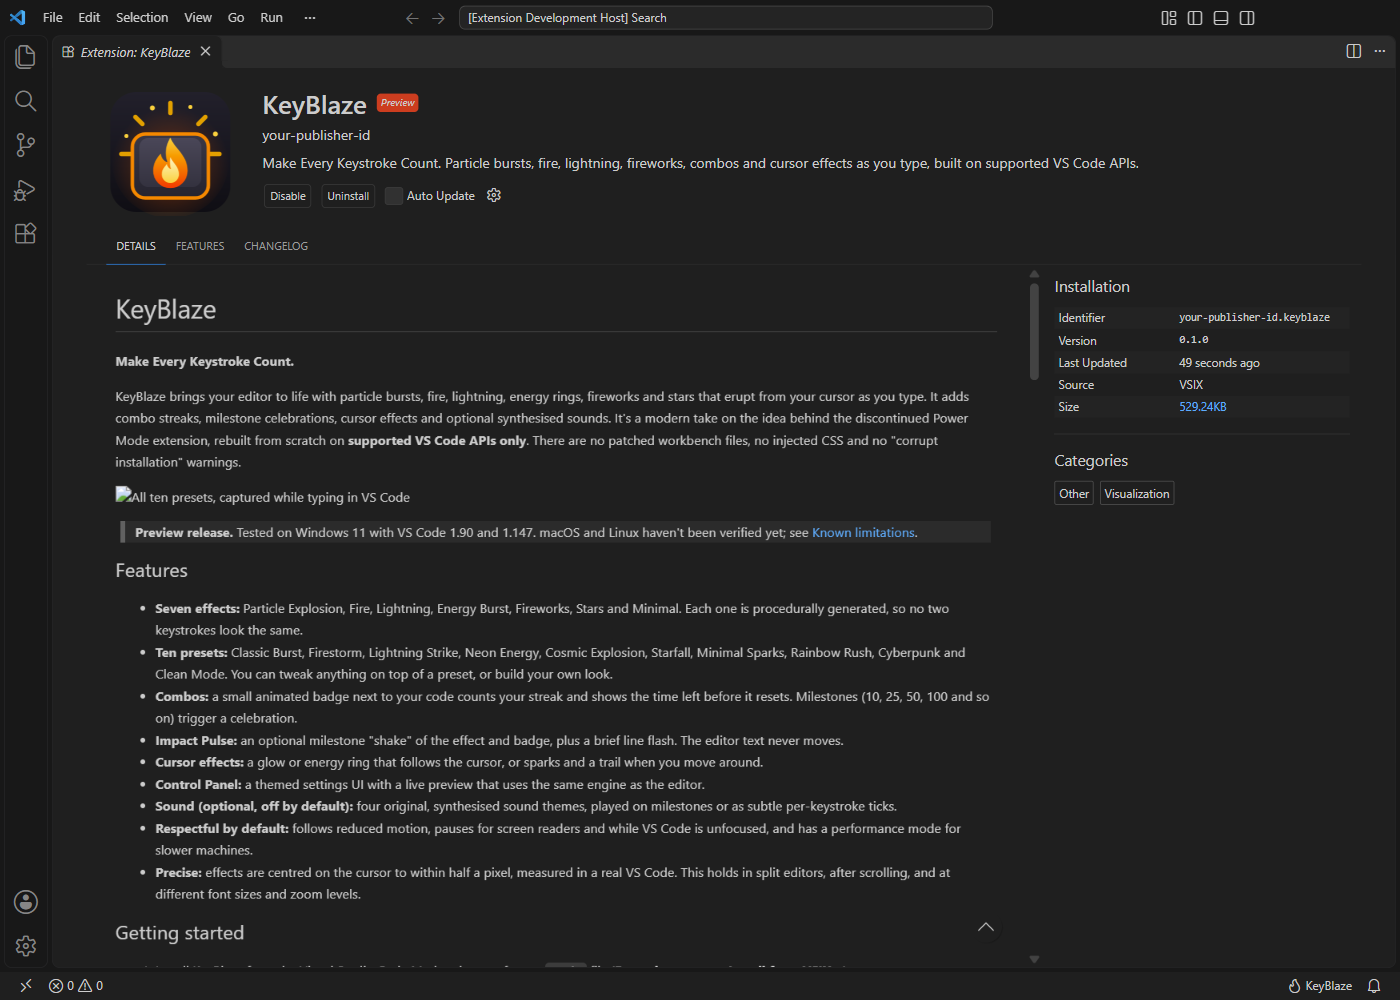 File Edit Selection View Go Run ···
[Extension Development Host] Search
Extension: KeyBlaze
KeyBlaze Preview
your-publisher-id
Make Every Keystroke Count. Particle bursts, fire, lightning, fireworks, combos and cursor effects as you type, built on supported VS Code APIs.
Disable Uninstall Auto Update
DETAILS FEATURES CHANGELOG
KeyBlaze
Make Every Keystroke Count.
KeyBlaze brings your editor to life with particle bursts, fire, lightning, energy rings, fireworks and stars that erupt from your cursor as you type. It adds
combo streaks, milestone celebrations, cursor effects and optional synthesised sounds. It's a modern take on the idea behind the discontinued Power
Mode extension, rebuilt from scratch on supported VS Code APIs only. There are no patched workbench files, no injected CSS and no "corrupt
installation" warnings.
All ten presets, captured while typing in VS Code
Preview release. Tested on Windows 11 with VS Code 1.90 and 1.147. macOS and Linux haven't been verified yet; see Known limitations.
Features
• Seven effects: Particle Explosion, Fire, Lightning, Energy Burst, Fireworks, Stars and Minimal. Each one is procedurally generated, so no two
keystrokes look the same.
• Ten presets: Classic Burst, Firestorm, Lightning Strike, Neon Energy, Cosmic Explosion, Starfall, Minimal Sparks, Rainbow Rush, Cyberpunk and
Clean Mode. You can tweak anything on top of a preset, or build your own look.
• Combos: a small animated badge next to your code counts your streak and shows the time left before it resets. Milestones (10, 25, 50, 100 and so
on) trigger a celebration.
• Impact Pulse: an optional milestone "shake" of the effect and badge, plus a brief line flash. The editor text never moves.
• Cursor effects: a glow or energy ring that follows the cursor, or sparks and a trail when you move around.
• Control Panel: a themed settings UI with a live preview that uses the same engine as the editor.
• Sound (optional, off by default): four original, synthesised sound themes, played on milestones or as subtle per-keystroke ticks.
• Respectful by default: follows reduced motion, pauses for screen readers and while VS Code is unfocused, and has a performance mode for
slower machines.
• Precise: effects are centred on the cursor to within half a pixel, measured in a real VS Code. This holds in split editors, after scrolling, and at
different font sizes and zoom levels.
Getting started
Installation
Identifier your-publisher-id.keyblaze
Version 0.1.0
Last Updated 49 seconds ago
Source VSIX
Size 529.24KB
Categories
Other Visualization
0 0
KeyBlaze